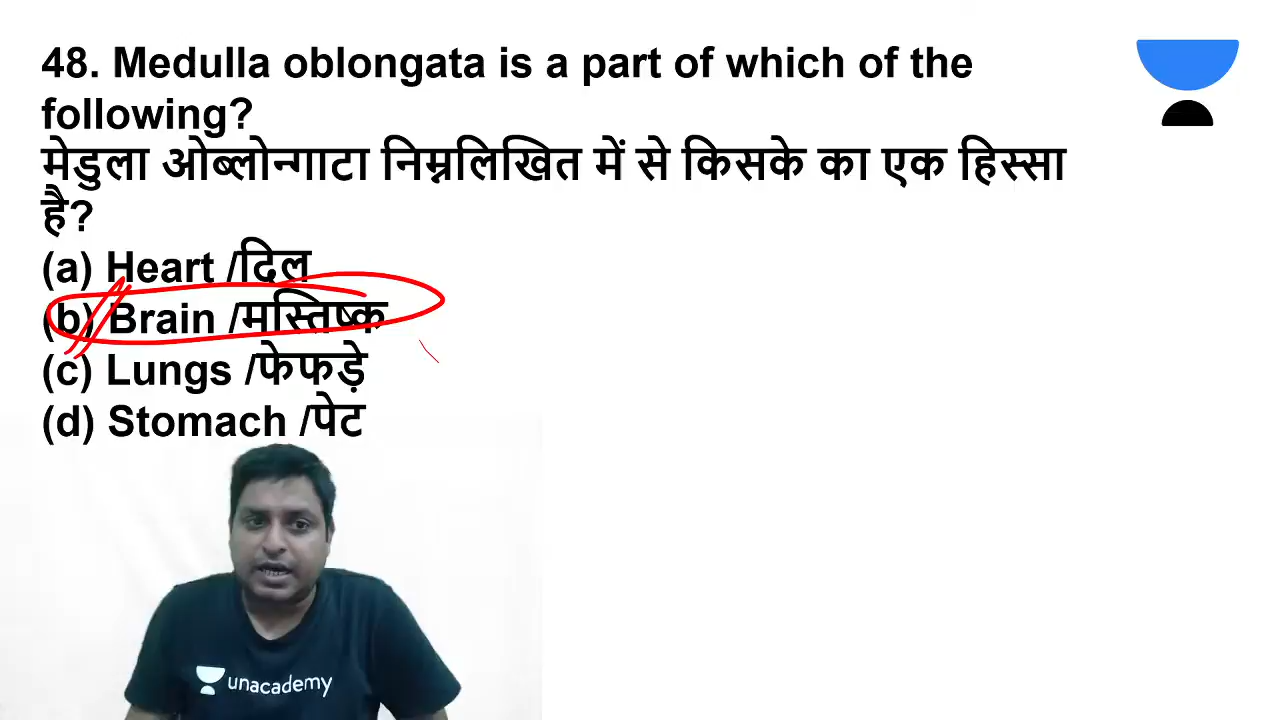 48. Medulla oblongata is a part of which of the
following?
मेडुला ओब्लोन्गाटा निम्नलिखित में से किसके का एक हिस्सा
है?
(a) Heart /दिल
(b) Brain /मस्तिष्क
(c) Lungs /फेफड़े
(d) Stomach /पेट
unacademy